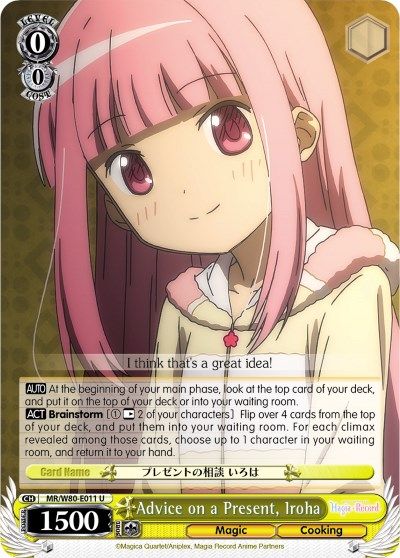 LEVEL
0
0
COST
I think that's a great idea!
AUTO At the beginning of your main phase, look at the top card of your deck,
and put it on the top of your deck or into your waiting room.
ACT Brainstorm [① 2 of your characters] Flip over 4 cards from the top
of your deck, and put them into your waiting room. For each climax
revealed among those cards, choose up to 1 character in your waiting
room, and return it to your hand.
Card Name プレゼントの相談 いろは
CH MR/W80-E011 U
POWER 1500 SOUL Advice on a Present, Iroha Magia Record
Magic Cooking
©Magica Quartet/Aniplex, Magia Record Anime Partners